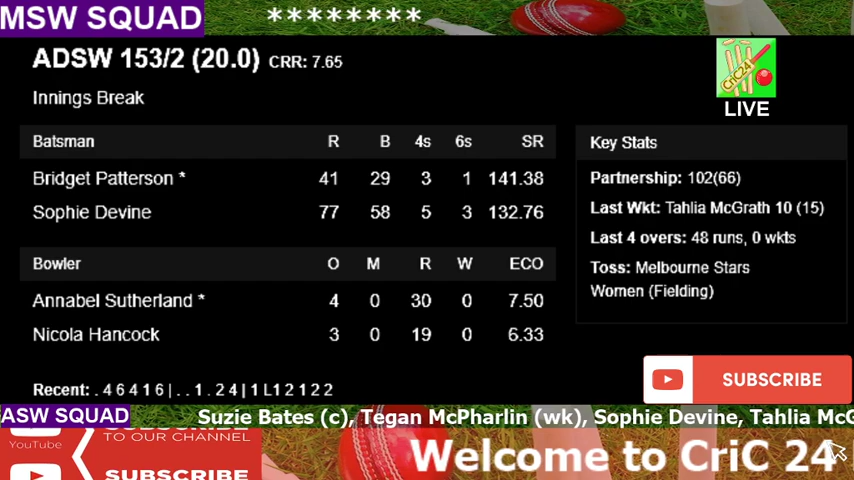 MSW SQUAD ********
ADSW 153/2 (20.0) CRR: 7.65
Innings Break
CriC24
LIVE
Batsman R B 4s 6s SR
Bridget Patterson * 41 29 3 1 141.38
Sophie Devine 77 58 5 3 132.76
Bowler O M R W ECO
Annabel Sutherland * 4 0 30 0 7.50
Nicola Hancock 3 0 19 0 6.33
Key Stats
Partnership: 102(66)
Last Wkt: Tahlia McGrath 10 (15)
Last 4 overs: 48 runs, 0 wkts
Toss: Melbourne Stars
Women (Fielding)
Recent: . 4 6 4 1 6 | . . 1 . 2 4 | 1 L1 2 1 2 2
SUBSCRIBE
ASW SQUAD Suzie Bates (c), Tegan McPharlin (wk), Sophie Devine, Tahlia McG
YouTube
SUBSCRIBE
TO OUR CHANNEL
SUBSCRIBE
Welcome to CriC 24